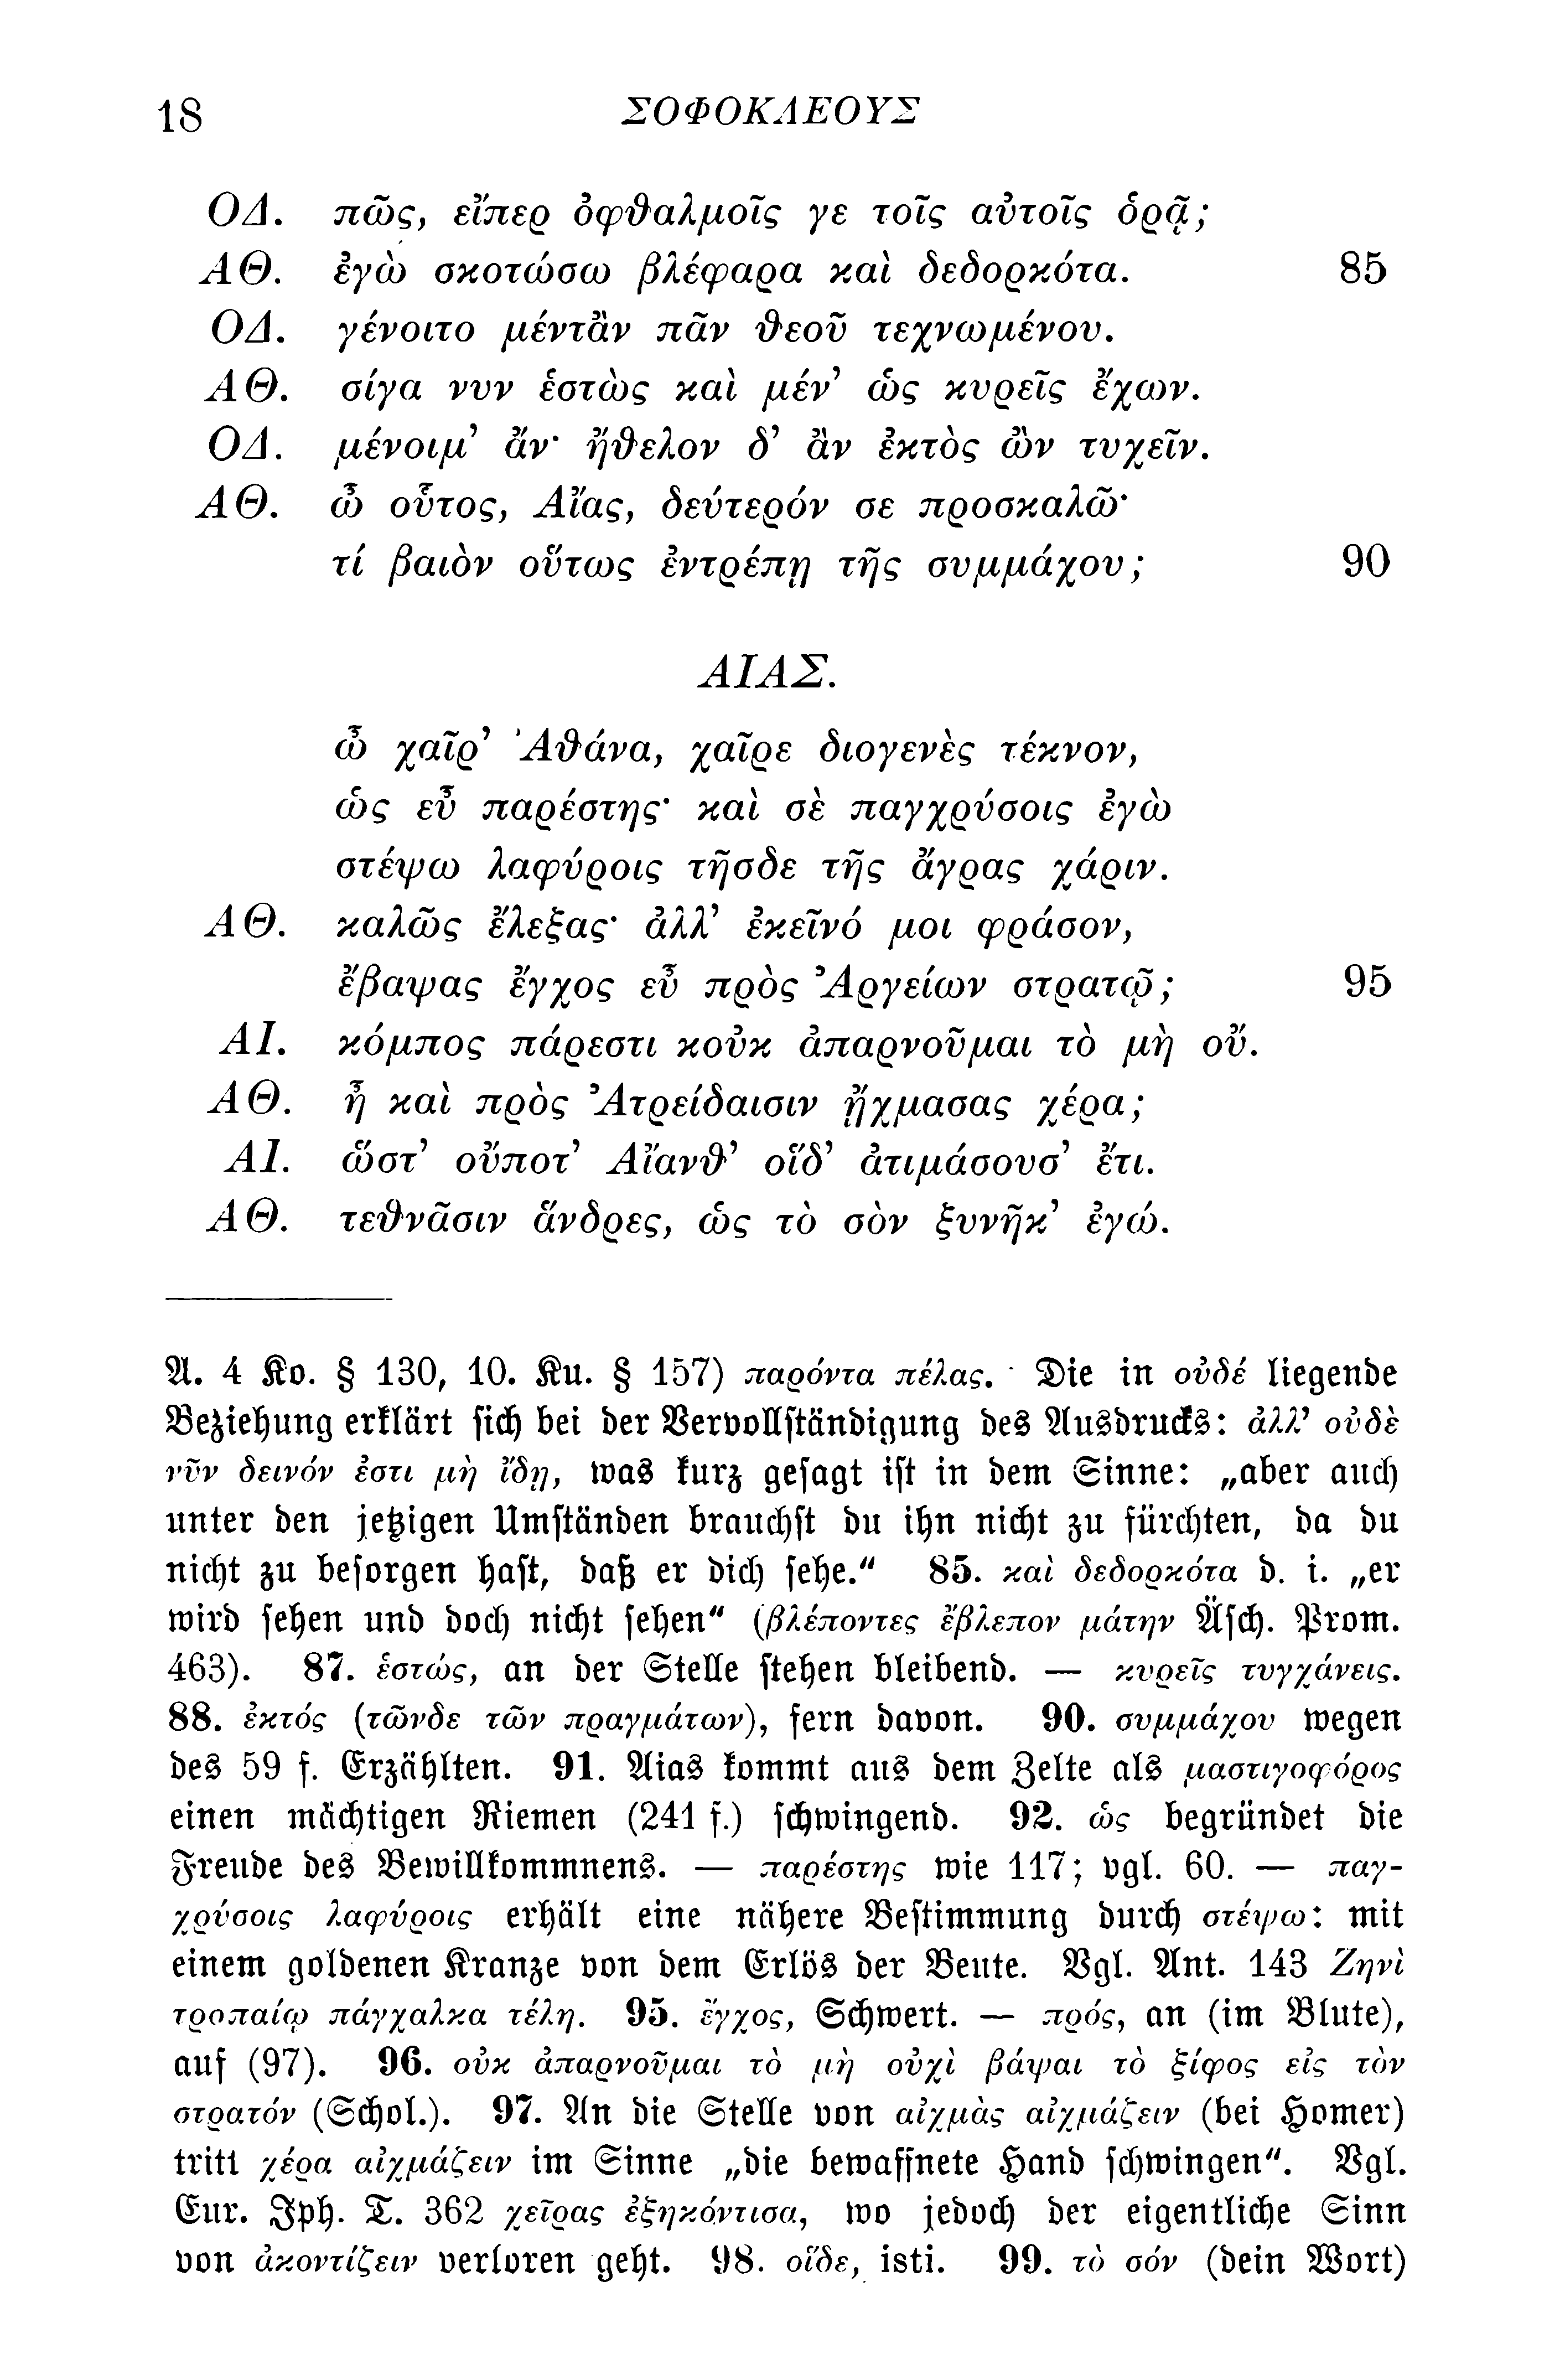 18 ΣΟΦΟΚΛΕΟΥΣ
ΟΔ. πῶς, εἴπερ ὀφθαλμοῖς γε τοῖς αὐτοῖς ὁρᾷ;
ΑΘ. ἐγὼ σκοτώσω βλέφαρα καὶ δεδορκότα. 85
ΟΔ. γένοιτο μέντἂν πᾶν θεοῦ τεχνωμένου.
ΑΘ. σίγα νυν ἑστὼς καὶ μέν’ ὡς κυρεῖς ἔχων.
ΟΔ. μένοιμ’ ἄν· ἤθελον δ’ ἂν ἐκτὸς ὢν τυχεῖν.
ΑΘ. ὦ οὗτος, Αἴας, δεύτερόν σε προσκαλῶ·
τί βαιὸν οὕτως ἐντρέπῃ τῆς συμμάχου; 90
ΑΙΑΣ.
ὦ χαῖρ’ Ἀθάνα, χαῖρε διογενὲς τέκνον,
ὡς εὖ παρέστης· καὶ σὲ παγχρύσοις ἐγὼ
στέψω λαφύροις τῆσδε τῆς ἄγρας χάριν.
ΑΘ. καλῶς ἔλεξας· ἀλλ’ ἐκεῖνό μοι φράσον,
ἔβαψας ἔγχος εὖ πρὸς Ἀργείων στρατῷ; 95
ΑΙ. κόμπος πάρεστι κοὐκ ἀπαρνοῦμαι τὸ μὴ οὔ.
ΑΘ. ἦ καὶ πρὸς Ἀτρείδαισιν ᾔχμασας χέρα;
ΑΙ. ὥστ’ οὔποτ’ Αἴανθ’ οἵδ’ ἀτιμάσουσ’ ἔτι.
ΑΘ. τεθνᾶσιν ἅνδρες, ὡς τὸ σὸν ξυνῆκ’ ἐγώ.
A. 4 Ko. § 130, 10. Ku. § 157) παρόντα πέλας. Die in οὐδέ liegende
Beziehung erklärt sich bei der Vervollständigung des Ausdrucks: ἀλλ’ οὐδὲ
νῦν δεινόν ἐστι μὴ ἴδῃ, was kurz gesagt ist in dem Sinne: „aber auch
unter den jetzigen Umständen brauchst du ihn nicht zu fürchten, da du
nicht zu besorgen hast, daß er dich sehe." 85. καὶ δεδορκότα d. i. „er
wird sehen und doch nicht sehen" (βλέποντες ἔβλεπον μάτην Äsch. Prom.
463). 87. ἑστώς, an der Stelle stehen bleibend. — κυρεῖς τυγχάνεις.
88. ἐκτός (τῶνδε τῶν πραγμάτων), fern davon. 90. συμμάχου wegen
des 59 f. Erzählten. 91. Aias kommt aus dem Zelte als μαστιγοφόρος
einen mächtigen Riemen (241 f.) schwingend. 92. ὡς begründet die
Freude des Bewillkommnens. — παρέστης wie 117; vgl. 60. — παγ-
χρύσοις λαφύροις erhält eine nähere Bestimmung durch στέψω: mit
einem goldenen Kranze von dem Erlös der Beute. Vgl. Ant. 143 Ζηνὶ
τροπαίῳ πάγχαλκα τέλη. 95. ἔγχος, Schwert. — πρός, an (im Blute),
auf (97). 96. οὐκ ἀπαρνοῦμαι τὸ μὴ οὐχὶ βάψαι τὸ ξίφος εἰς τὸν
στρατόν (Schol.). 97. An die Stelle von αἰχμὰς αἰχμάζειν (bei Homer)
tritt χέρα αἰχμάζειν im Sinne „die bewaffnete Hand schwingen". Vgl.
Eur. Iph. T. 362 χεῖρας ἐξηκόντισα, wo jedoch der eigentliche Sinn
von ἀκοντίζειν verloren geht. 98. οἵδε, isti. 99. τὸ σόν (dein Wort)